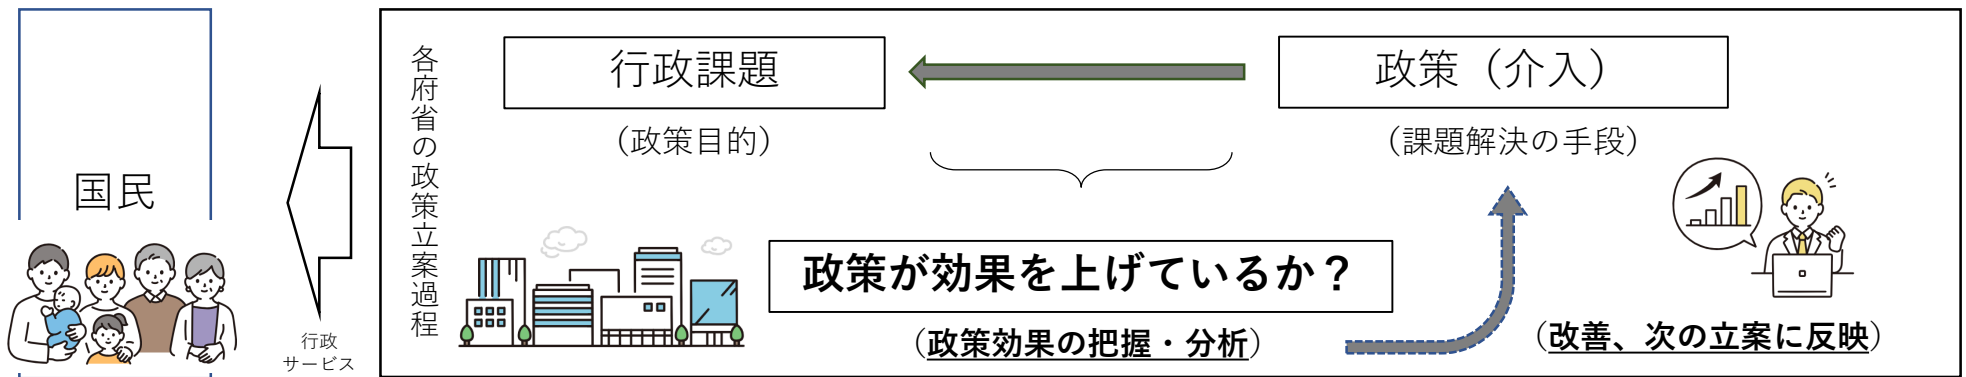 国民
行政
サービス
各府省の政策立案過程
行政課題
(政策目的)
政策（介入）
(課題解決の手段)
政策が効果を上げているか？
(政策効果の把握・分析)
(改善、次の立案に反映)